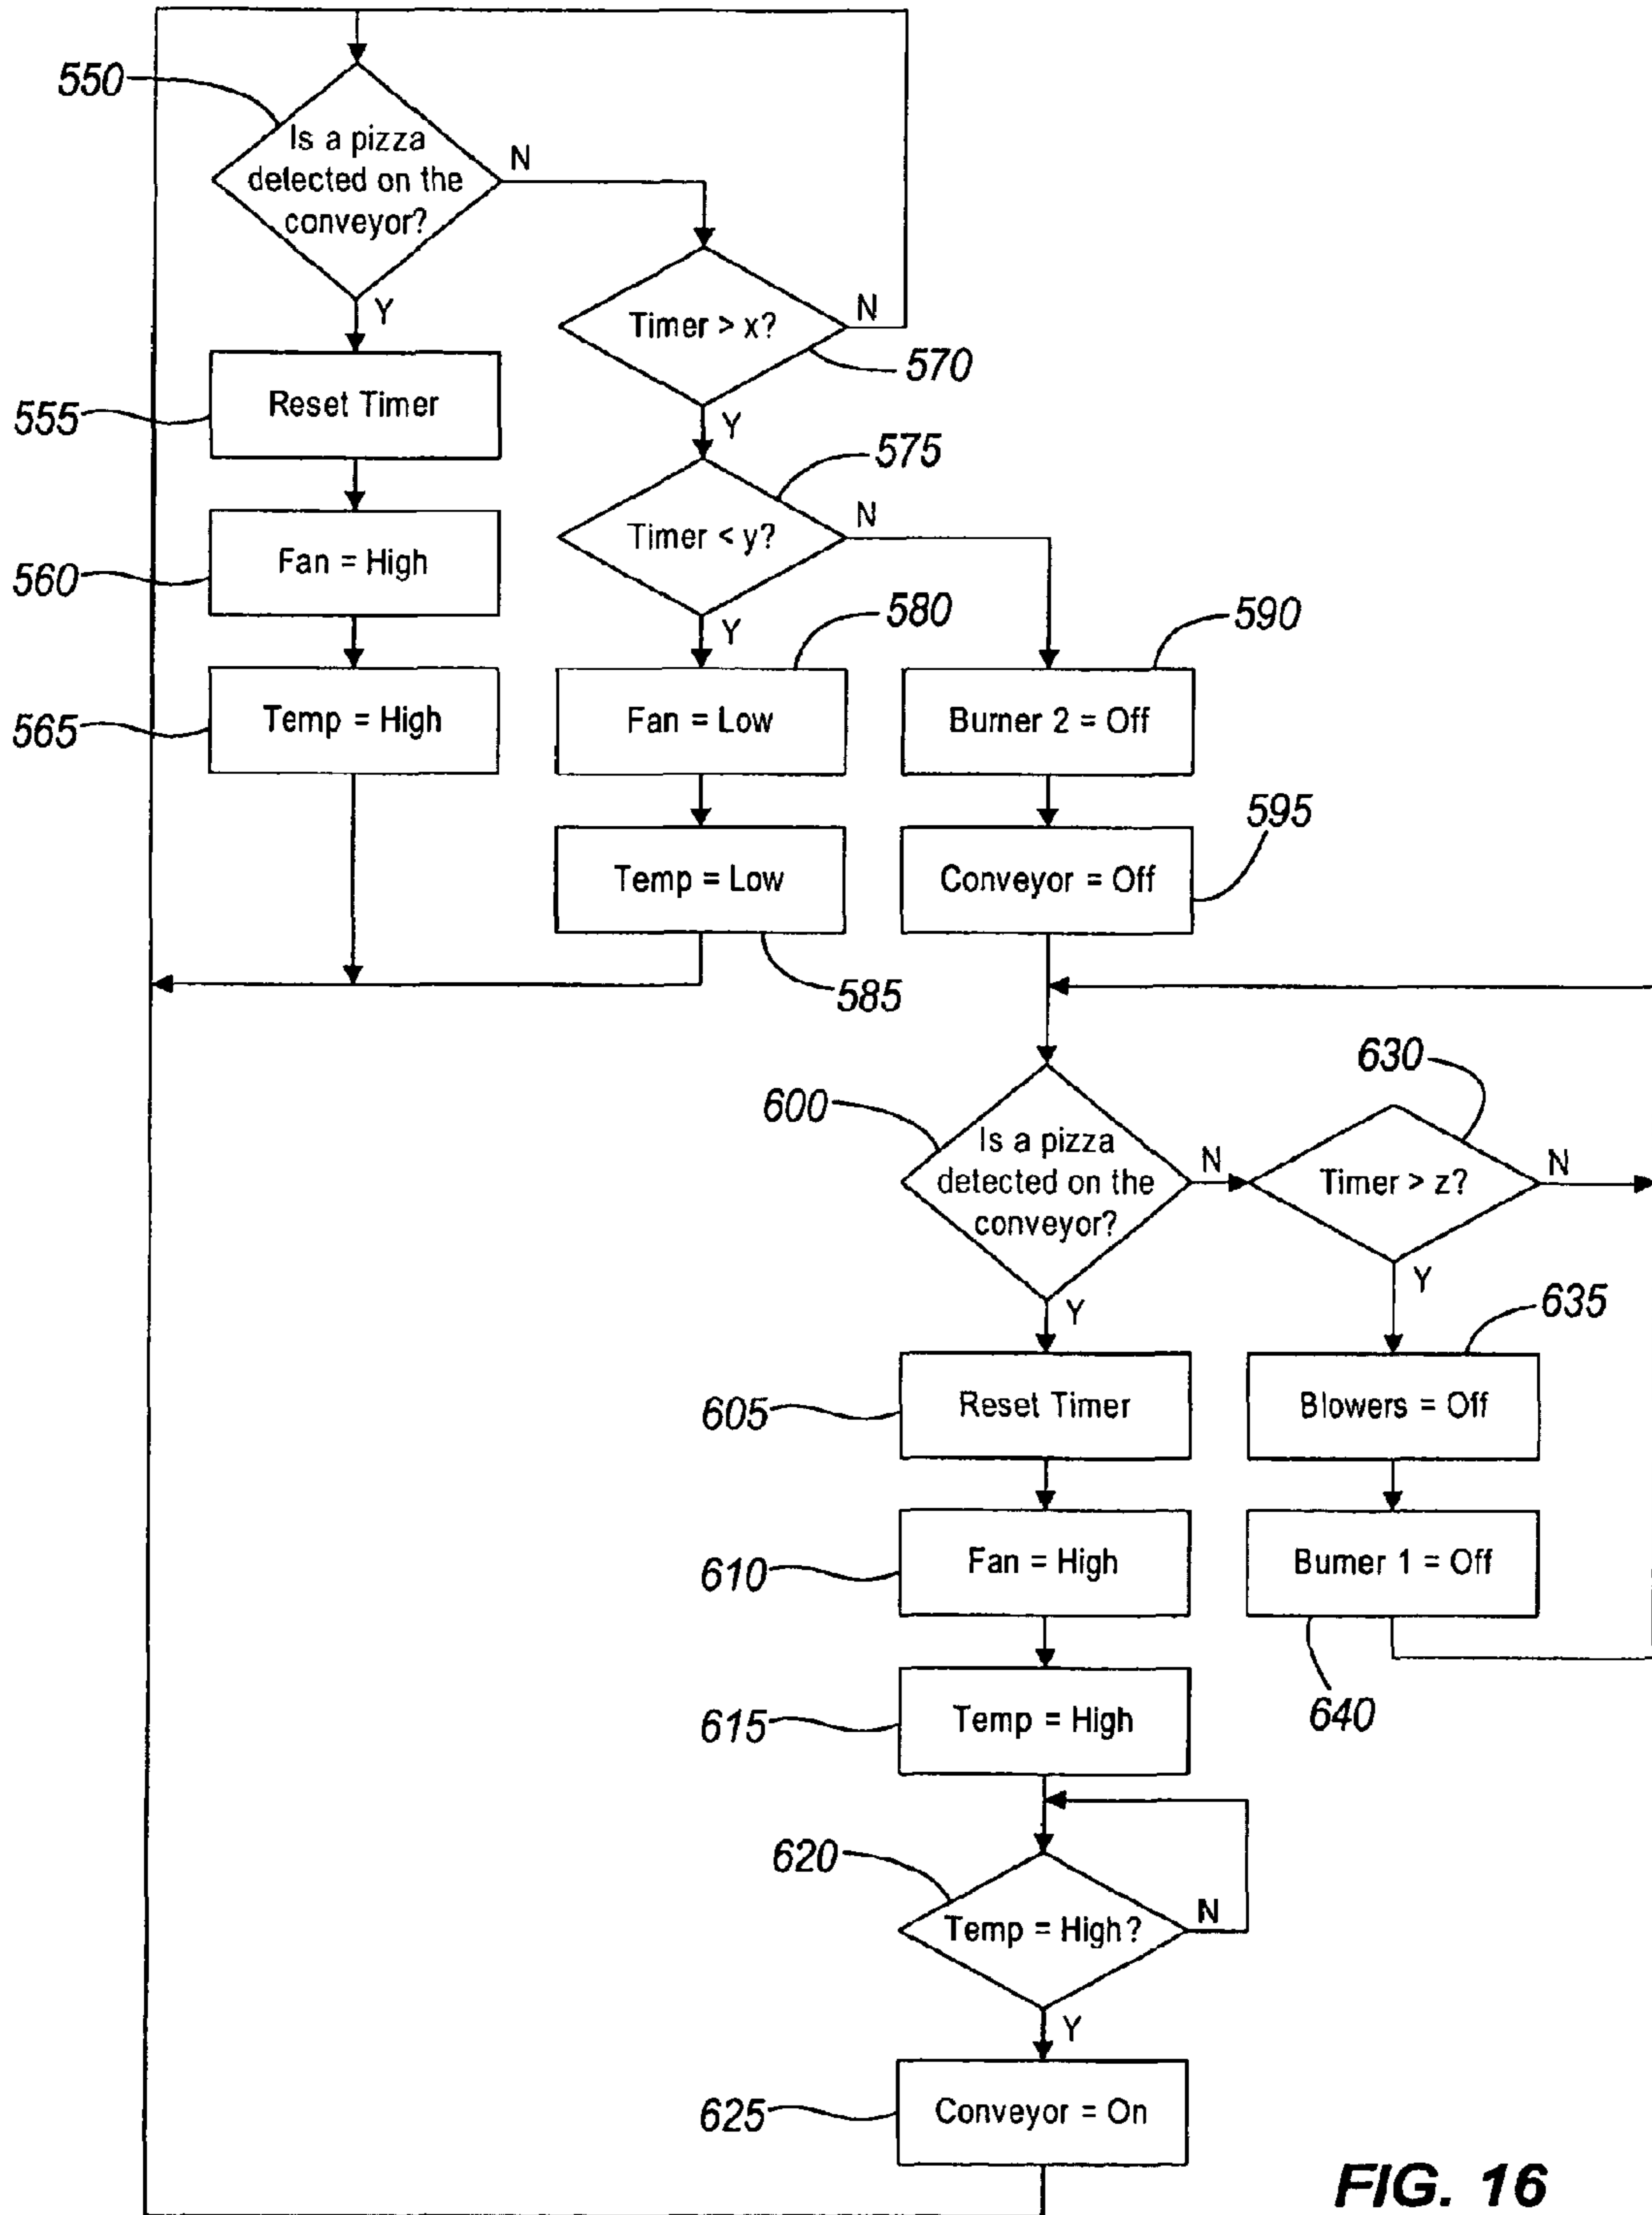 550
Is a pizza
detected on the
conveyor?
N
Y
Timer > x?
N
570
Y
555
Reset Timer
575
Timer < y?
N
Y
560
Fan = High
580
590
565
Temp = High
Fan = Low
Burner 2 = Off
595
Temp = Low
Conveyor = Off
585
600
Is a pizza
detected on the
conveyor?
N
Y
630
Timer > z?
N
Y
635
605
Reset Timer
Blowers = Off
610
Fan = High
Burner 1 = Off
640
615
Temp = High
620
Temp = High?
N
Y
625
Conveyor = On
FIG. 16